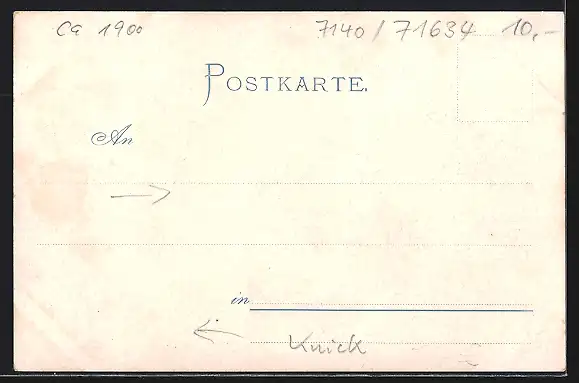 ca 1900 7140/71634 10,-
POSTKARTE.
An
in
Knick